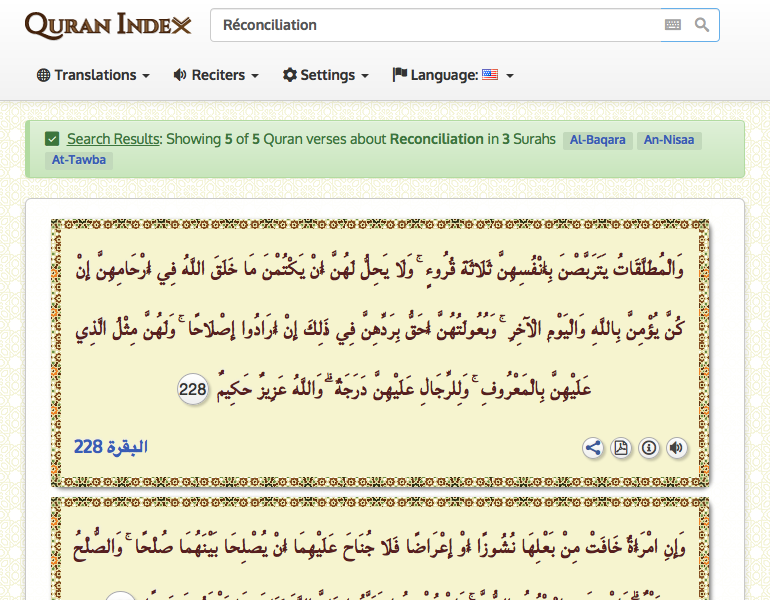 QURAN INDEX
Réconciliation
Translations
Reciters
Settings
Language:
Search Results: Showing 5 of 5 Quran verses about Reconciliation in 3 Surahs Al-Baqara An-Nisaa
At-Tawba
وَالْمُطَلَّقَاتُ يَتَرَبَّصْنَ بِأَنْفُسِهِنَّ ثَلَاثَةَ قُرُوءٍ ۚ وَلَا يَحِلُّ لَهُنَّ أَنْ يَكْتُمْنَ مَا خَلَقَ اللَّهُ فِي أَرْحَامِهِنَّ إِنْ
كُنَّ يُؤْمِنَّ بِاللَّهِ وَالْيَوْمِ الْآخِرِ ۚ وَبُعُولَتُهُنَّ أَحَقُّ بِرَدِّهِنَّ فِي ذَٰلِكَ إِنْ أَرَادُوا إِصْلَاحًا ۚ وَلَهُنَّ مِثْلُ الَّذِي
عَلَيْهِنَّ بِالْمَعْرُوفِ ۚ وَلِلرِّجَالِ عَلَيْهِنَّ دَرَجَةٌ ۗ وَاللَّهُ عَزِيزٌ حَكِيمٌ 228
البقرة 228
وَإِنِ امْرَأَةٌ خَافَتْ مِنْ بَعْلِهَا نُشُوزًا أَوْ إِعْرَاضًا فَلَا جُنَاحَ عَلَيْهِمَا أَنْ يُصْلِحَا بَيْنَهُمَا صُلْحًا ۚ وَالصُّلْحُ